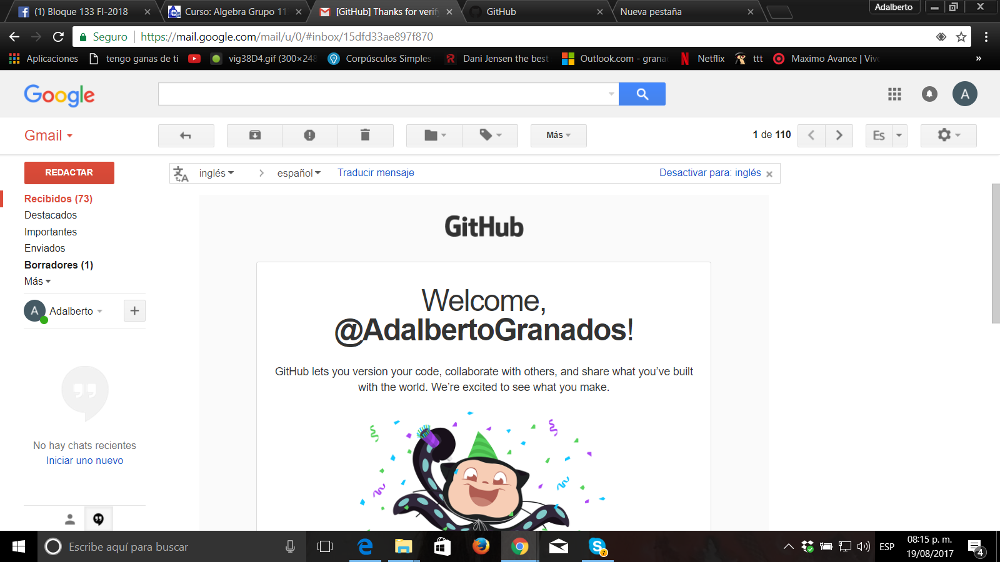 (1) Bloque 133 FI-2018
Curso: Algebra Grupo 11
[GitHub] Thanks for verify
GitHub
Nueva pestaña
Adalberto
Seguro
https://mail.google.com/mail/u/0/#inbox/15dfd33ae897f870
Aplicaciones
tengo ganas de ti
vig38D4.gif (300×248
Corpúsculos Simples
Dani Jensen the best
Outlook.com - grana
Netflix
ttt
Maximo Avance | Vive
»
Google
A
Gmail
Más
1 de 110
Es
REDACTAR
inglés
español
Traducir mensaje
Desactivar para: inglés
Recibidos (73)
Destacados
Importantes
Enviados
Borradores (1)
Más
A
Adalberto
No hay chats recientes
Iniciar uno nuevo
GitHub
Welcome,
@AdalbertoGranados!
GitHub lets you version your code, collaborate with others, and share what you’ve built
with the world. We’re excited to see what you make.
Escribe aquí para buscar
7
ESP
08:15 p. m.
19/08/2017
4